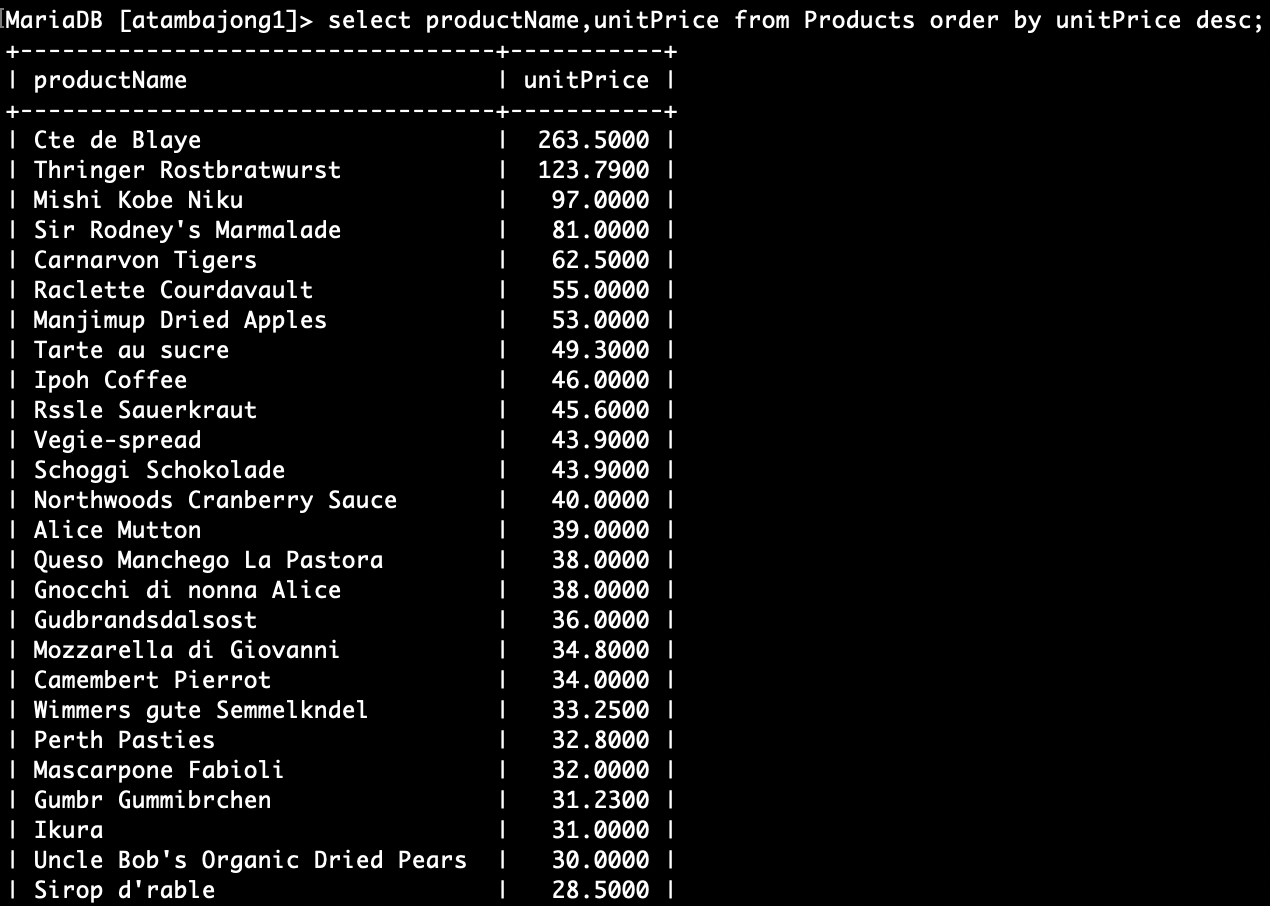 [MariaDB [atambajong1]> select productName,unitPrice from Products order by unitPrice desc;
+----------------------------------+-----------+
| productName                      | unitPrice |
+----------------------------------+-----------+
| Cte de Blaye                     |  263.5000 |
| Thringer Rostbratwurst           |  123.7900 |
| Mishi Kobe Niku                  |   97.0000 |
| Sir Rodney's Marmalade           |   81.0000 |
| Carnarvon Tigers                 |   62.5000 |
| Raclette Courdavault             |   55.0000 |
| Manjimup Dried Apples            |   53.0000 |
| Tarte au sucre                   |   49.3000 |
| Ipoh Coffee                      |   46.0000 |
| Rssle Sauerkraut                 |   45.6000 |
| Vegie-spread                     |   43.9000 |
| Schoggi Schokolade               |   43.9000 |
| Northwoods Cranberry Sauce       |   40.0000 |
| Alice Mutton                     |   39.0000 |
| Queso Manchego La Pastora        |   38.0000 |
| Gnocchi di nonna Alice           |   38.0000 |
| Gudbrandsdalsost                 |   36.0000 |
| Mozzarella di Giovanni           |   34.8000 |
| Camembert Pierrot                |   34.0000 |
| Wimmers gute Semmelkndel         |   33.2500 |
| Perth Pasties                    |   32.8000 |
| Mascarpone Fabioli               |   32.0000 |
| Gumbr Gummibrchen                |   31.2300 |
| Ikura                            |   31.0000 |
| Uncle Bob's Organic Dried Pears  |   30.0000 |
| Sirop d'rable                    |   28.5000 |